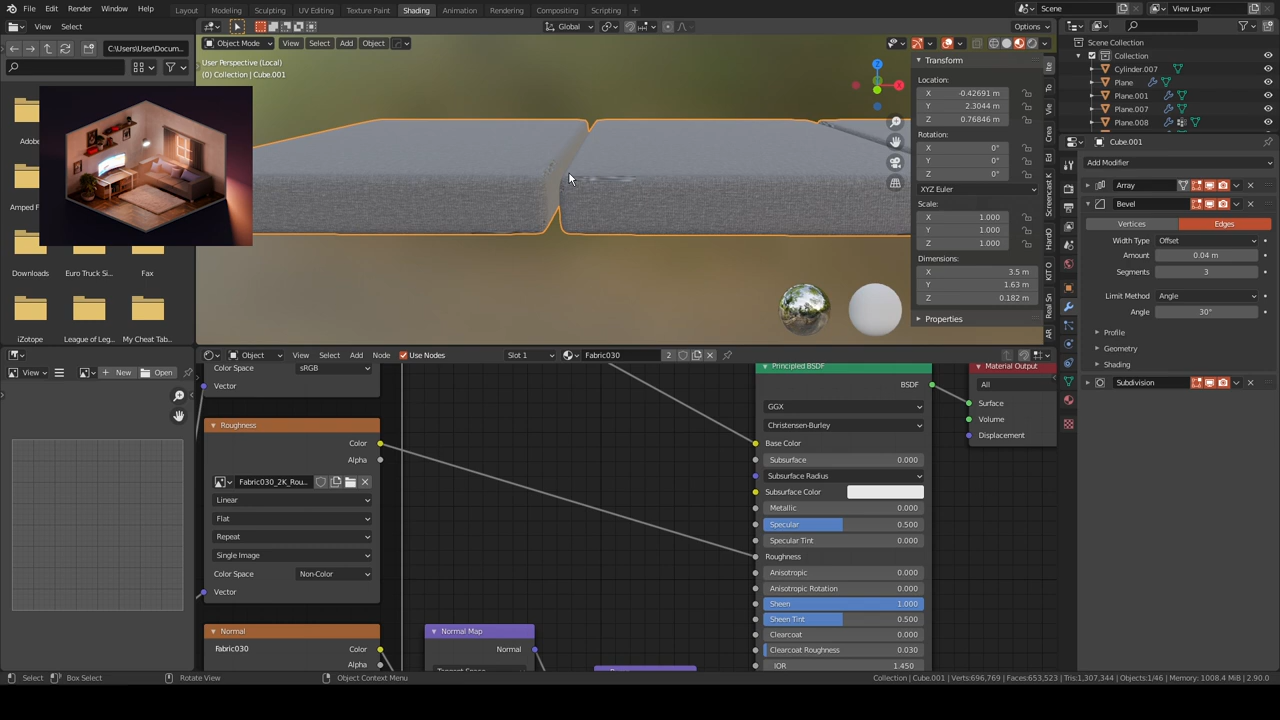 File Edit Render Window Help
Layout Modeling Sculpting UV Editing Texture Paint Shading Animation Rendering Compositing Scripting
Scene
View Layer
View Select
Global
Options
C:\Users\User\Docum...
Object Mode View Select Add Object
User Perspective (Local)
(0) Collection | Cube.001
Downloads
Euro Truck Si...
Fax
iZotope
League of Leg...
My Cheat Tab...
Transform
Location:
X -0.42691 m
Y 2.3044 m
Z 0.76846 m
Rotation:
X 0°
Y 0°
Z 0°
XYZ Euler
Scale:
X 1.000
Y 1.000
Z 1.000
Dimensions:
X 3.5 m
Y 1.63 m
Z 0.182 m
Properties
Scene Collection
Collection
Cylinder.007
Plane
Plane.001
Plane.007
Plane.008
Cube.001
Add Modifier
Array
Bevel
Vertices Edges
Width Type Offset
Amount 0.04 m
Segments 3
Limit Method Angle
Angle 30°
Profile
Geometry
Shading
Subdivision
View
New
Open
Object View Select Add Node Use Nodes
Slot 1
Fabric030 2
Color Space sRGB
Vector
Roughness
Color
Alpha
Fabric030_2K_Rou...
Linear
Flat
Repeat
Single Image
Color Space Non-Color
Vector
Normal
Fabric030
Color
Alpha
Normal Map
Normal
Principled BSDF
BSDF
GGX
Christensen-Burley
Base Color
Subsurface 0.000
Subsurface Radius
Subsurface Color
Metallic 0.000
Specular 0.500
Specular Tint 0.000
Roughness
Anisotropic 0.000
Anisotropic Rotation 0.000
Sheen 1.000
Sheen Tint 0.500
Clearcoat 0.000
Clearcoat Roughness 0.030
IOR 1.450
Material Output
All
Surface
Volume
Displacement
Select Box Select Rotate View Object Context Menu
Collection | Cube.001 | Verts:696,769 | Faces:653,523 | Tris:1,307,344 | Objects:1/46 | Memory: 1008.4 MiB | 2.90.0